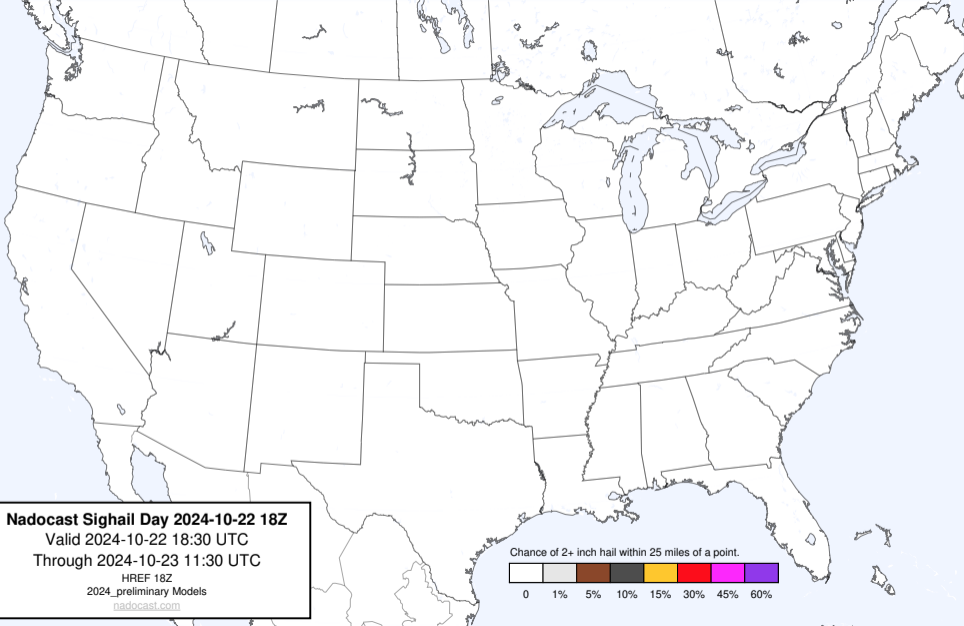 Nadocast Sighail Day 2024-10-22 18Z
Valid 2024-10-22 18:30 UTC
Through 2024-10-23 11:30 UTC
HREF 18Z
2024_preliminary Models
nadocast.com
Chance of 2+ inch hail within 25 miles of a point.
0 1% 5% 10% 15% 30% 45% 60%